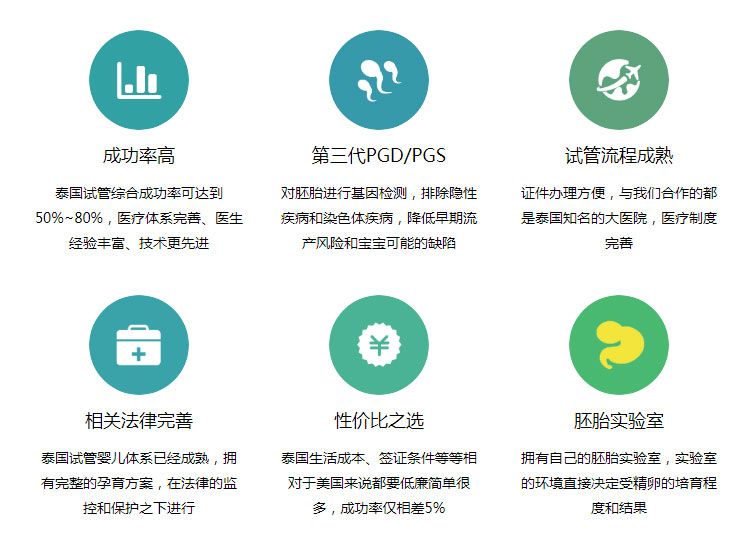 成功率高
泰国试管综合成功率可达到
50%~80%，医疗体系完善、医生
经验丰富、技术更先进
第三代PGD/PGS
对胚胎进行基因检测，排除隐性
疾病和染色体疾病，降低早期流
产风险和宝宝可能的缺陷
试管流程成熟
证件办理方便，与我们合作的都
是泰国知名的大医院，医疗制度
完善
相关法律完善
泰国试管婴儿体系已经成熟，拥
有完整的孕育方案，在法律的监
控和保护之下进行
性价比之选
泰国生活成本、签证条件等等相
对于美国来说都要低廉简单很
多，成功率仅相差5%
胚胎实验室
拥有自己的胚胎实验室，实验室
的环境直接决定受精卵的培育程
度和结果